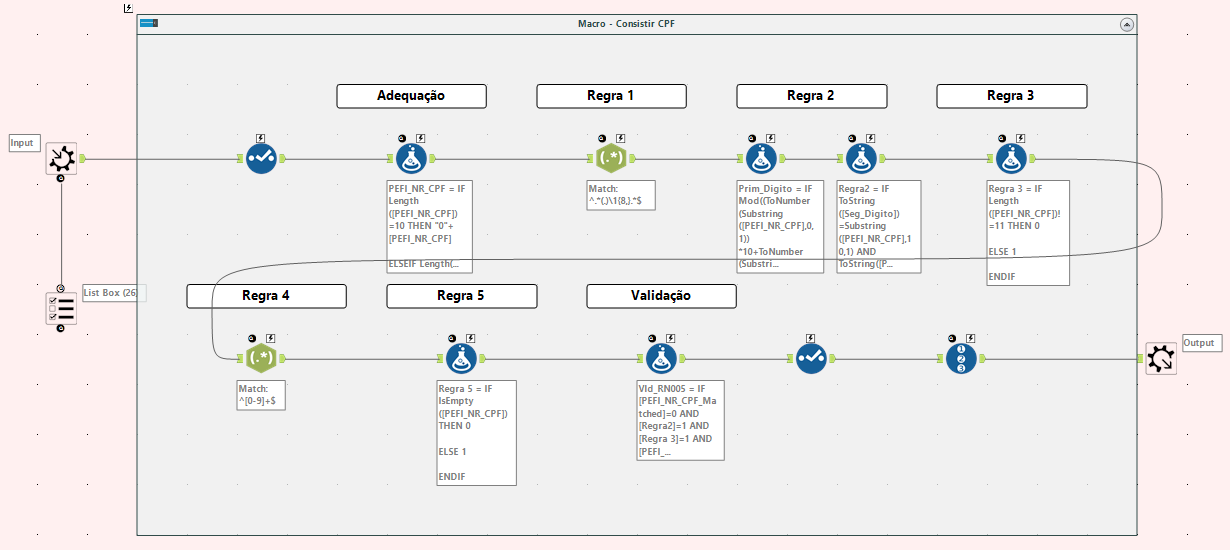 Macro - Consistir CPF
Adequação
Regra 1
Regra 2
Regra 3
Input
PEFI_NR_CPF = IF
Length
([PEFI_NR_CPF])
=10 THEN "0"+
[PEFI_NR_CPF]
ELSEIF Length(...
Match:
^.*(.)\1{8,}.*$
Prim_Digito = IF
Mod((ToNumber
(Substring
([PEFI_NR_CPF],0,
1))
*10+ToNumber
(Substri...
Regra2 = IF
ToString
([Seg_Digito])
=Substring
([PEFI_NR_CPF],1
0,1) AND
ToString([P...
Regra 3 = IF
Length
([PEFI_NR_CPF])!
=11 THEN 0
ELSE 1
ENDIF
List Box (26)
Regra 4
Regra 5
Validação
Match:
^[0-9]+$
Regra 5 = IF
IsEmpty
([PEFI_NR_CPF])
THEN 0
ELSE 1
ENDIF
Vld_RN005 = IF
[PEFI_NR_CPF_Ma
tched]=0 AND
[Regra2]=1 AND
[Regra 3]=1 AND
[PEFI_...
Output